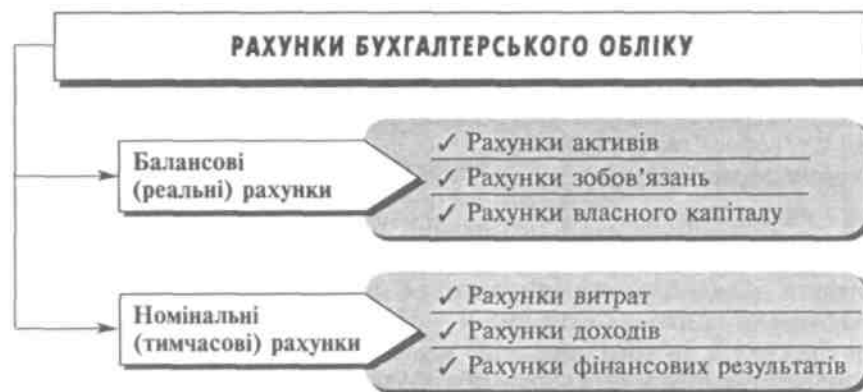 РАХУНКИ БУХГАЛТЕРСЬКОГО ОБЛІКУ
Балансові
(реальні) рахунки
✓ Рахунки активів
✓ Рахунки зобов'язань
✓ Рахунки власного капіталу
Номінальні
(тимчасові) рахунки
✓ Рахунки витрат
✓ Рахунки доходів
✓ Рахунки фінансових результатів